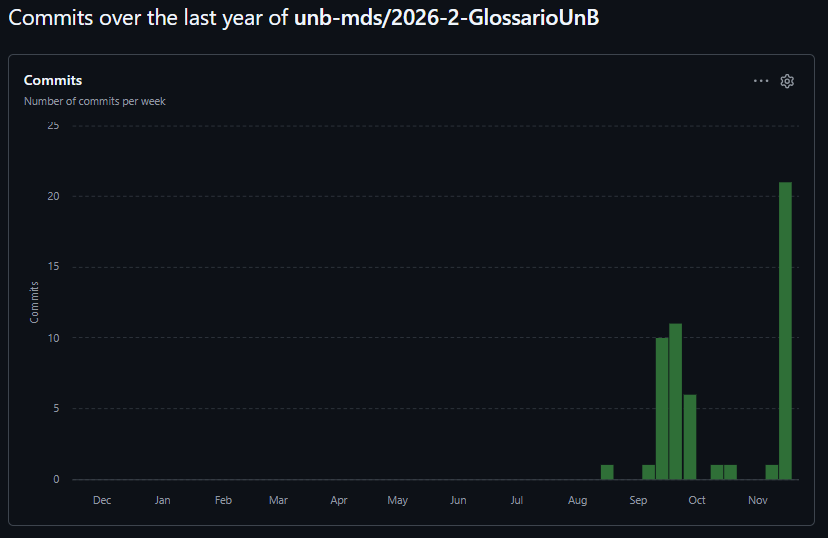 Commits over the last year of unb-mds/2026-2-GlossarioUnB
Commits
Number of commits per week
25
20
15
10
5
0
Commits
Dec Jan Feb Mar Apr May Jun Jul Aug Sep Oct Nov